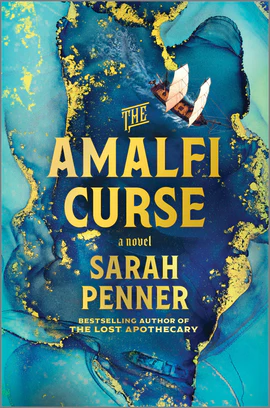 THE
AMALFI
CURSE
a novel
SARAH
PENNER
BESTSELLING AUTHOR OF
THE LOST APOTHECARY